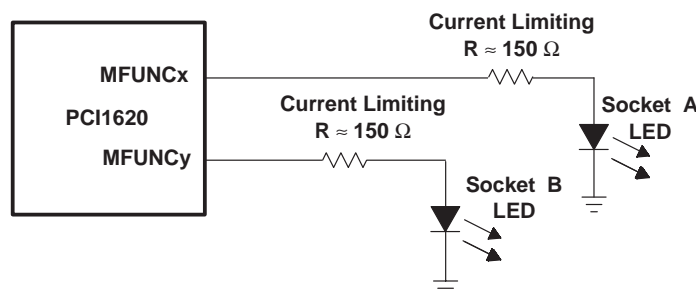 Current Limiting
R ≈ 150 Ω
MFUNCx
Current Limiting
R ≈ 150 Ω
Socket A
LED
PCI1620
MFUNCy
Socket B
LED